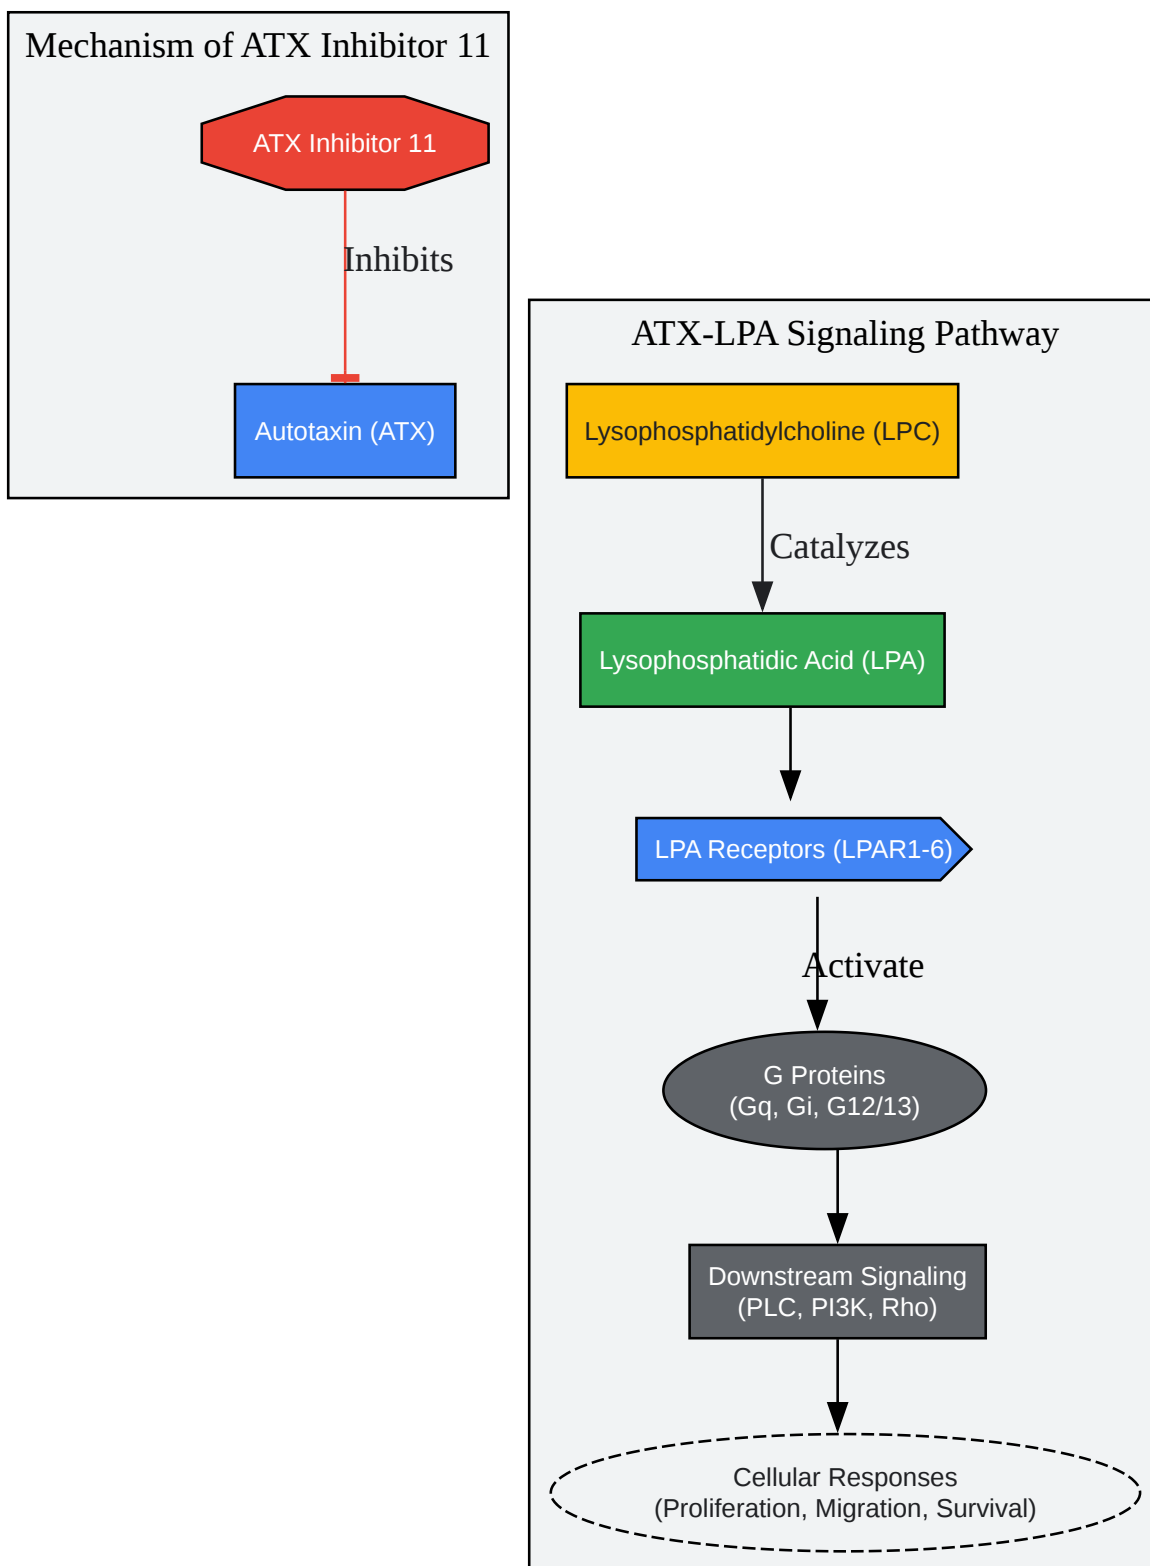 Mechanism of ATX Inhibitor 11
ATX Inhibitor 11
Inhibits
Autotaxin (ATX)
ATX-LPA Signaling Pathway
Lysophosphatidylcholine (LPC)
Catalyzes
Lysophosphatidic Acid (LPA)
LPA Receptors (LPAR1-6)
Activate
G Proteins
(Gq, Gi, G12/13)
Downstream Signaling
(PLC, PI3K, Rho)
Cellular Responses
(Proliferation, Migration, Survival)